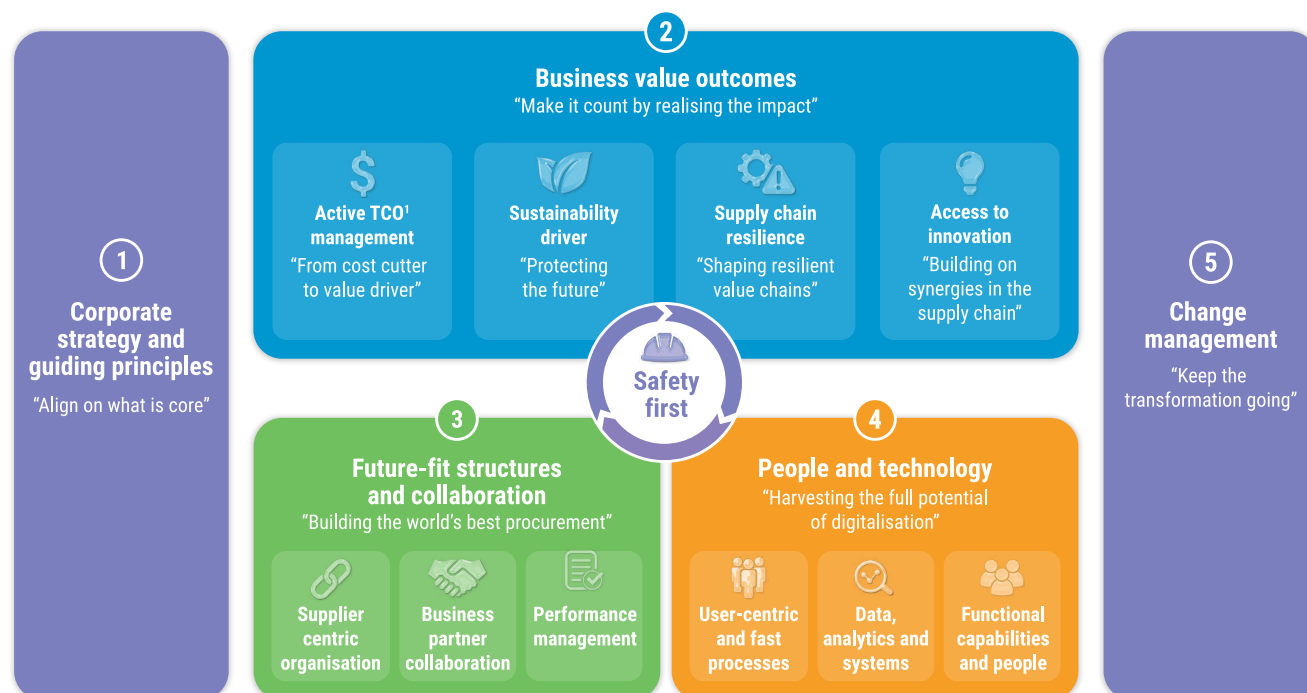 1
Corporate
strategy and
guiding principles
“Align on what is core”
2
Business value outcomes
“Make it count by realising the impact”
$
Active TCO¹
management
“From cost cutter
to value driver”
Sustainability
driver
“Protecting
the future”
Supply chain
resilience
“Shaping resilient
value chains”
Access to
innovation
“Building on
synergies in the
supply chain”
Safety
first
3
Future-fit structures
and collaboration
“Building the world’s best procurement”
Supplier
centric
organisation
Business
partner
collaboration
Performance
management
4
People and technology
“Harvesting the full potential
of digitalisation”
User-centric
and fast
processes
Data,
analytics and
systems
Functional
capabilities
and people
5
Change
management
“Keep the
transformation going”